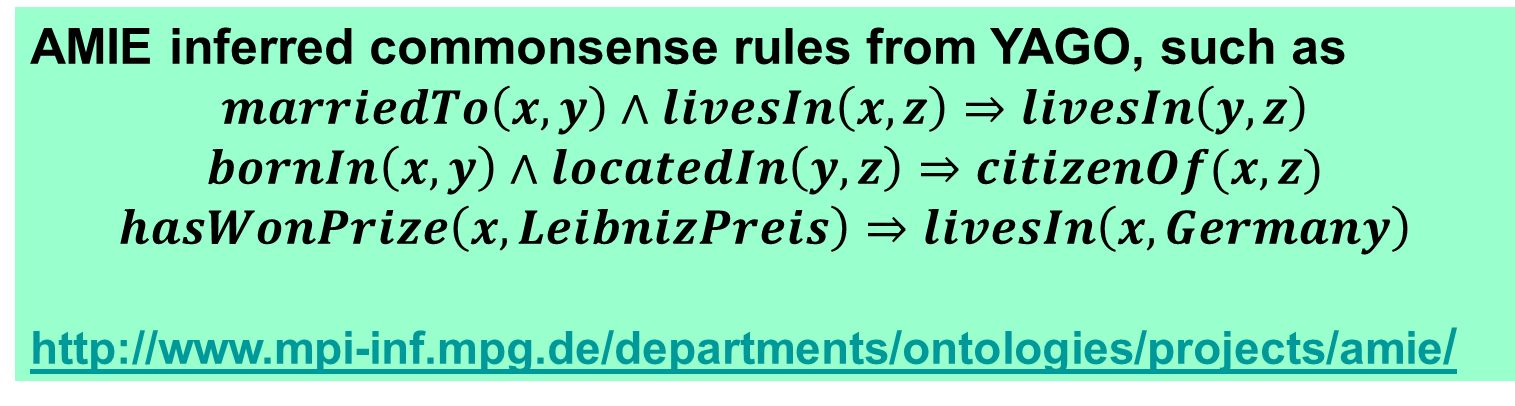 AMIE inferred commonsense rules from YAGO, such as
marriedTo(x, y) ∧ livesIn(x, z) ⇒ livesIn(y, z)
bornIn(x, y) ∧ locatedIn(y, z) ⇒ citizenOf(x, z)
hasWonPrize(x, LeibnizPreis) ⇒ livesIn(x, Germany)
http://www.mpi-inf.mpg.de/departments/ontologies/projects/amie/